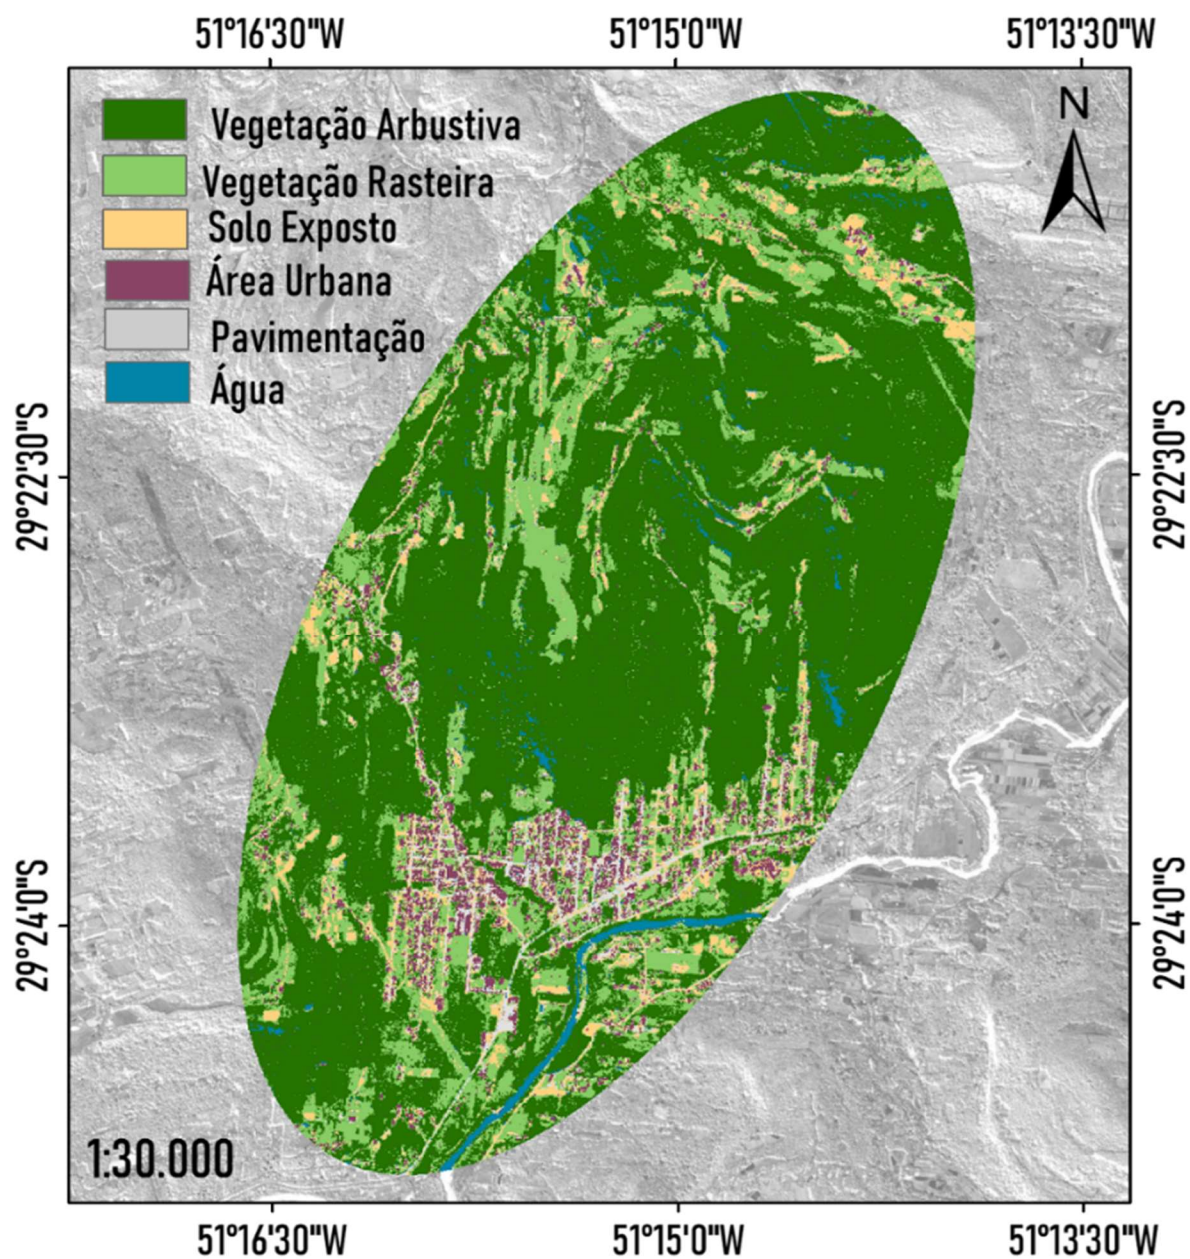 51°16'30"W 51°15'0"W 51°13'30"W
N
Vegetação Arbustiva
Vegetação Rasteira
Solo Exposto
Área Urbana
Pavimentação
Água
29°22'30"S 29°22'30"S
29°24'0"S 29°24'0"S
1:30.000
51°16'30"W 51°15'0"W 51°13'30"W